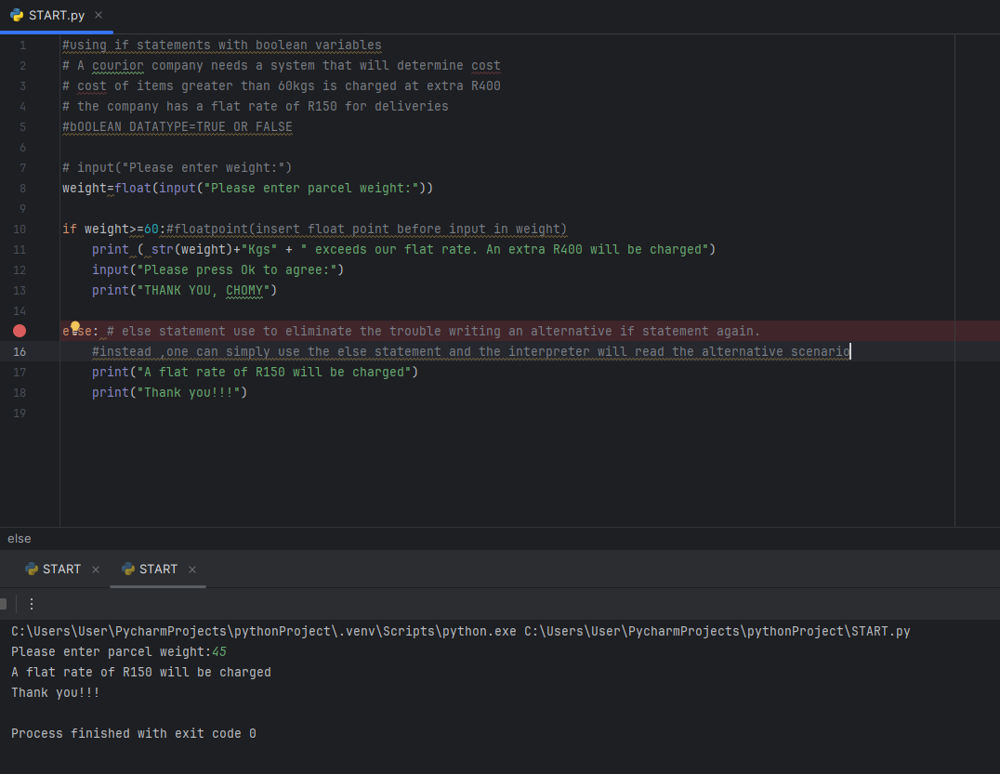 START.py
1 #using if statements with boolean variables
2 # A courior company needs a system that will determine cost
3 # cost of items greater than 60kgs is charged at extra R400
4 # the company has a flat rate of R150 for deliveries
5 #bOOLEAN DATATYPE=TRUE OR FALSE
6
7 # input("Please enter weight:")
8 weight=float(input("Please enter parcel weight:"))
9
10 if weight>=60:#floatpoint(insert float point before input in weight)
11 print ( str(weight)+"Kgs" + " exceeds our flat rate. An extra R400 will be charged")
12 input("Please press Ok to agree:")
13 print("THANK YOU, CHOMY")
14
else: # else statement use to eliminate the trouble writing an alternative if statement again.
16 #instead ,one can simply use the else statement and the interpreter will read the alternative scenario
17 print("A flat rate of R150 will be charged")
18 print("Thank you!!!")
19
else
START START
C:\Users\User\PycharmProjects\pythonProject\.venv\Scripts\python.exe C:\Users\User\PycharmProjects\pythonProject\START.py
Please enter parcel weight:45
A flat rate of R150 will be charged
Thank you!!!
Process finished with exit code 0